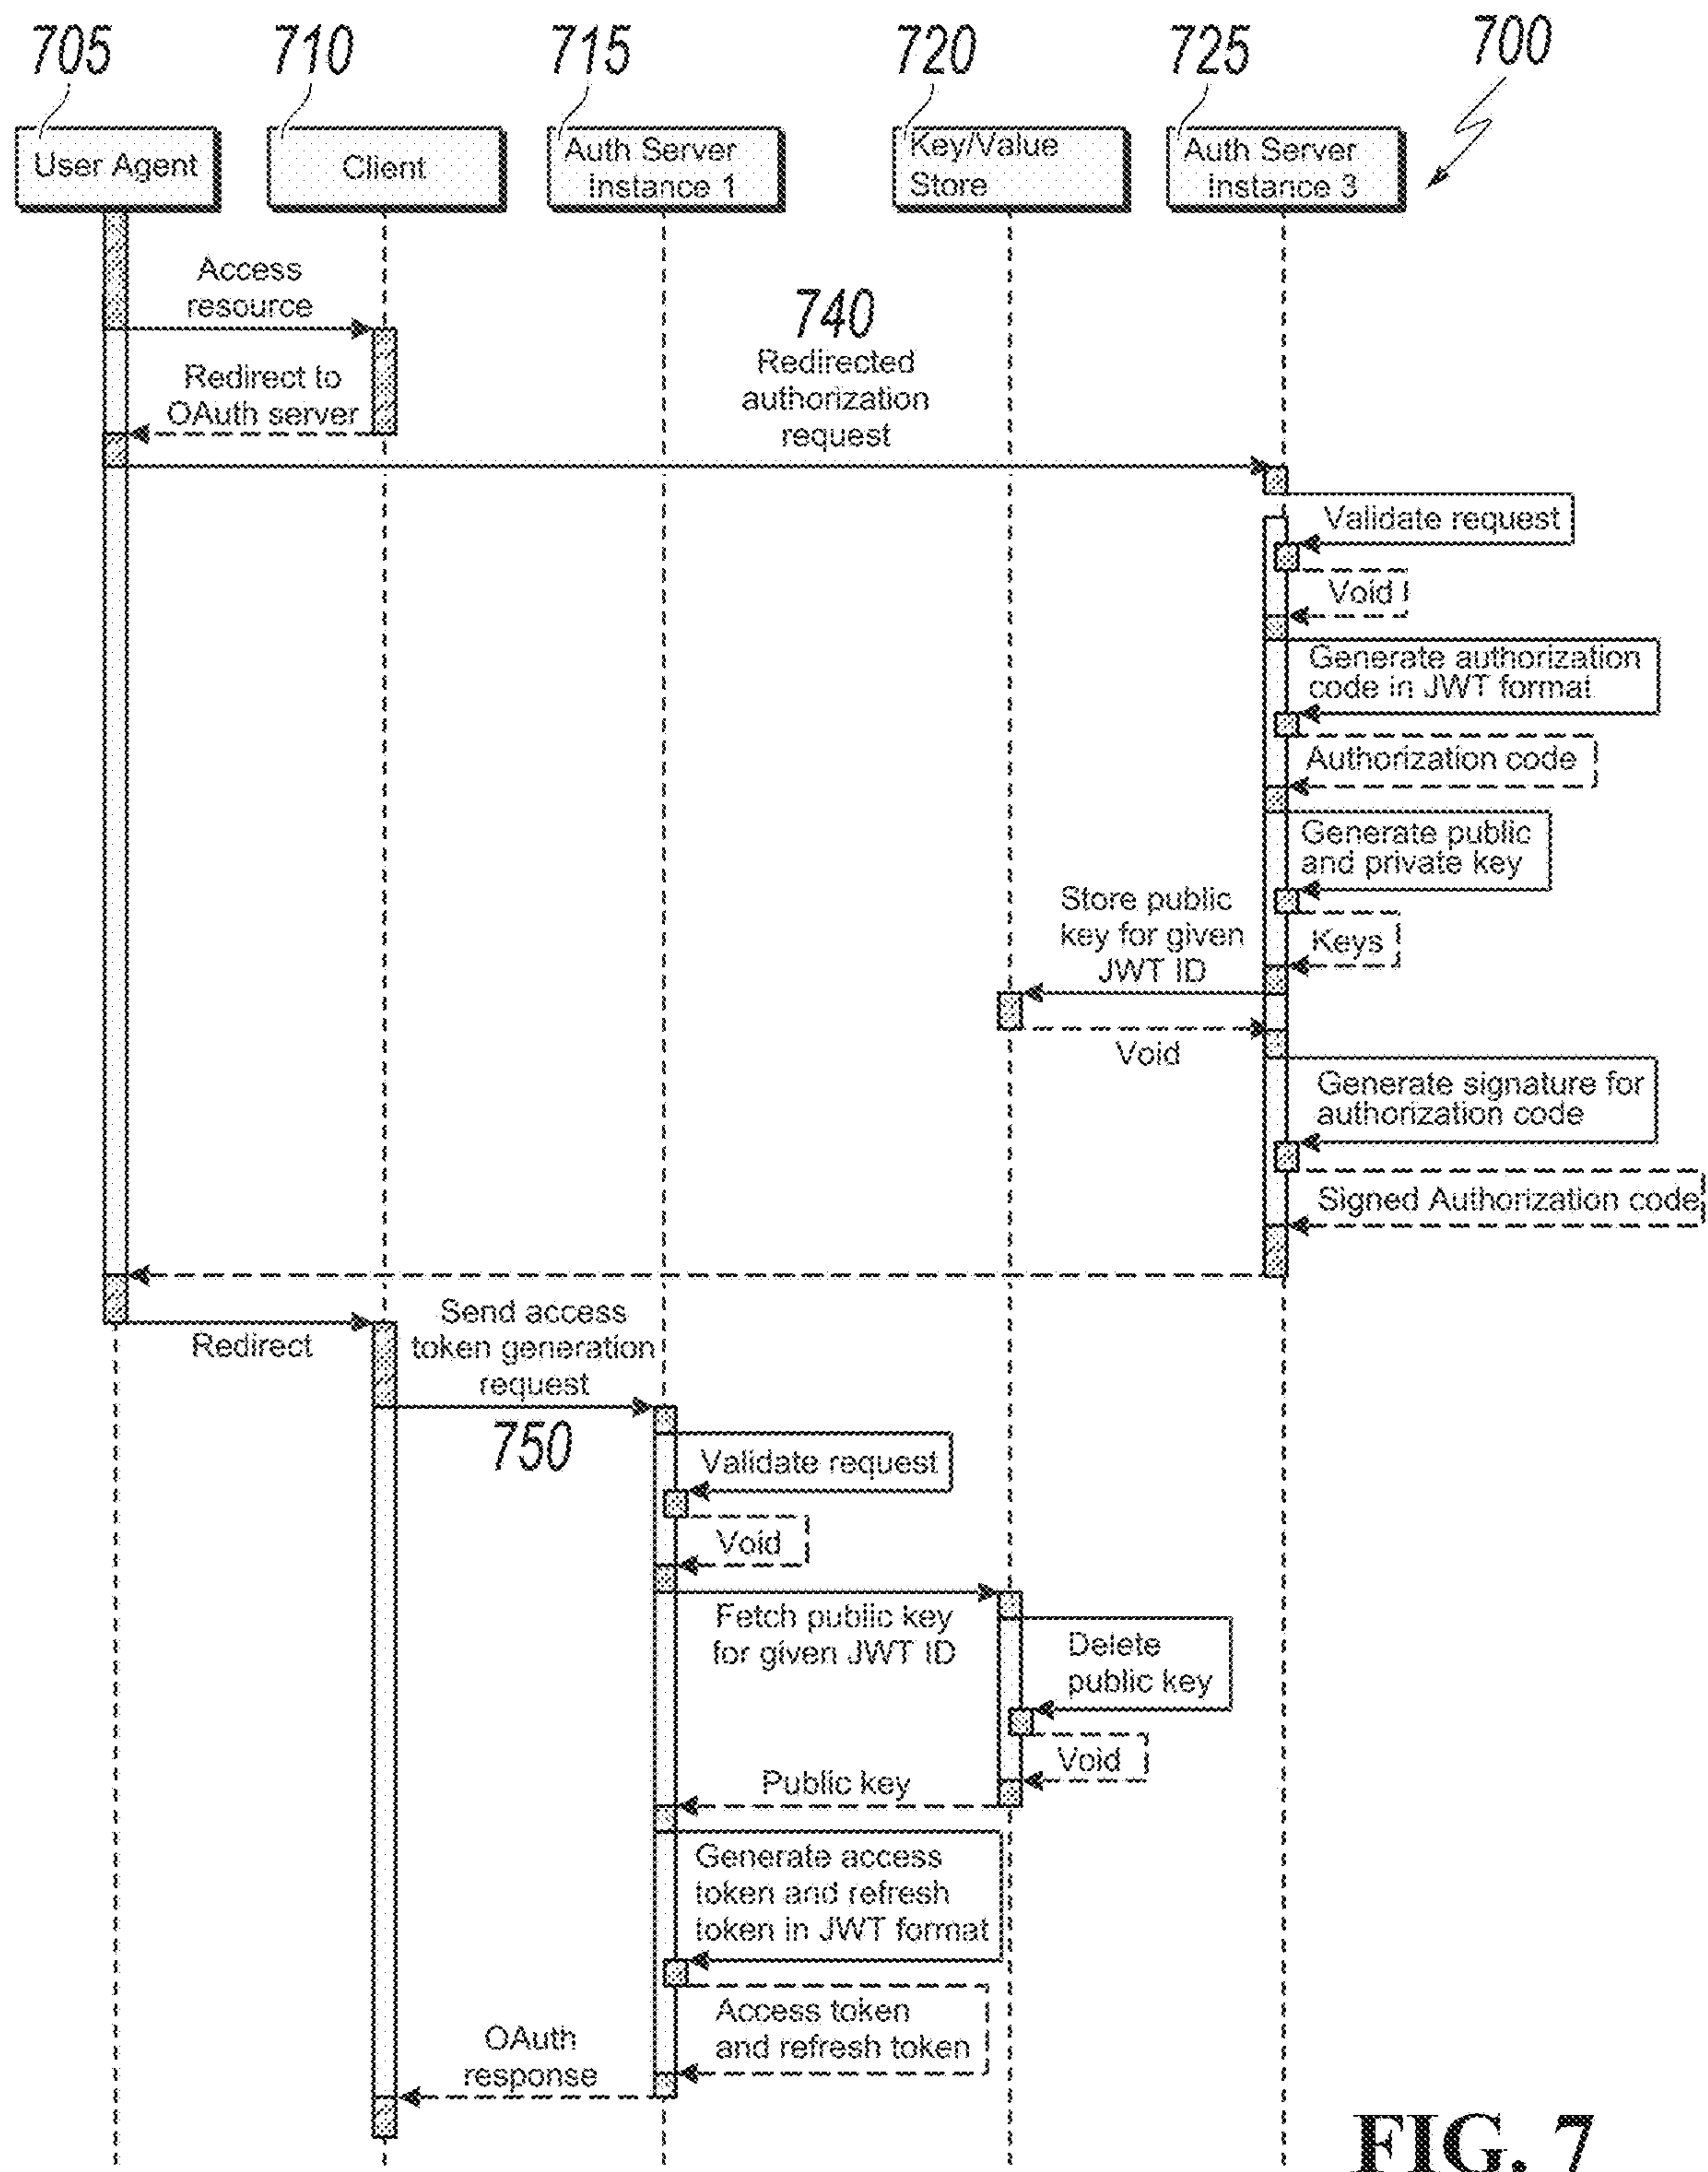 705
710
715
720
725
700
User Agent
Client
Auth Server
Instance 1
Key/Value
Store
Auth Server
Instance 3
Access
resource
Redirect to
OAuth server
740
Redirected
authorization
request
Validate request
Void
Generate authorization
code in JWT format
Authorization code
Generate public
and private key
Keys
Store public
key for given
JWT ID
Void
Generate signature for
authorization code
Signed Authorization code
Redirect
Send access
token generation
request
750
Validate request
Void
Fetch public key
for given JWT ID
Delete
public key
Void
Public key
Generate access
token and refresh
token in JWT format
Access token
and refresh token
OAuth
response
FIG. 7